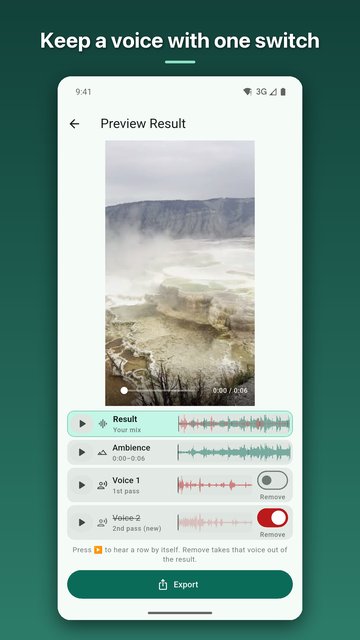 Keep a voice with one switch
9:41
3G
Preview Result
0:00 / 0:06
Result
Your mix
Ambience
0:00–0:06
Voice 1
1st pass
Remove
Voice 2
2nd pass (new)
Remove
Press ▶️ to hear a row by itself. Remove takes that voice out of
the result.
Export